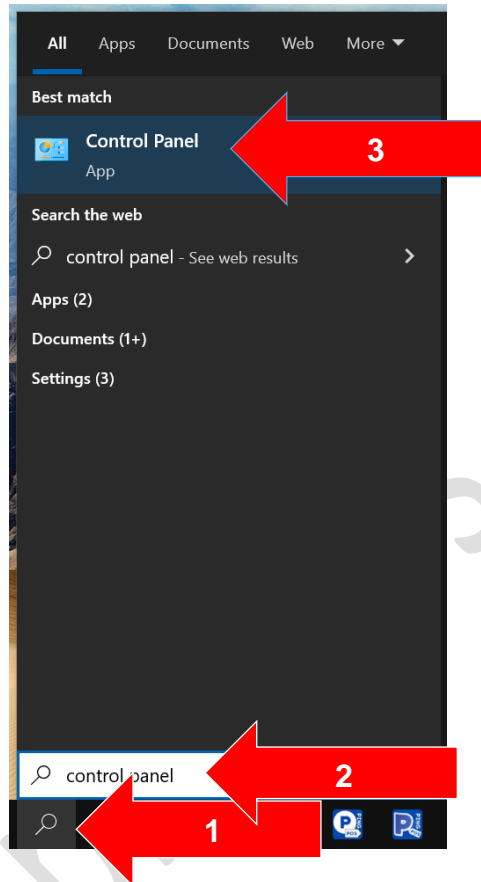 All Apps Documents Web More
Best match
Control Panel
App
3
Search the web
control panel - See web results
Apps (2)
Documents (1+)
Settings (3)
control panel
2
1
P
POS